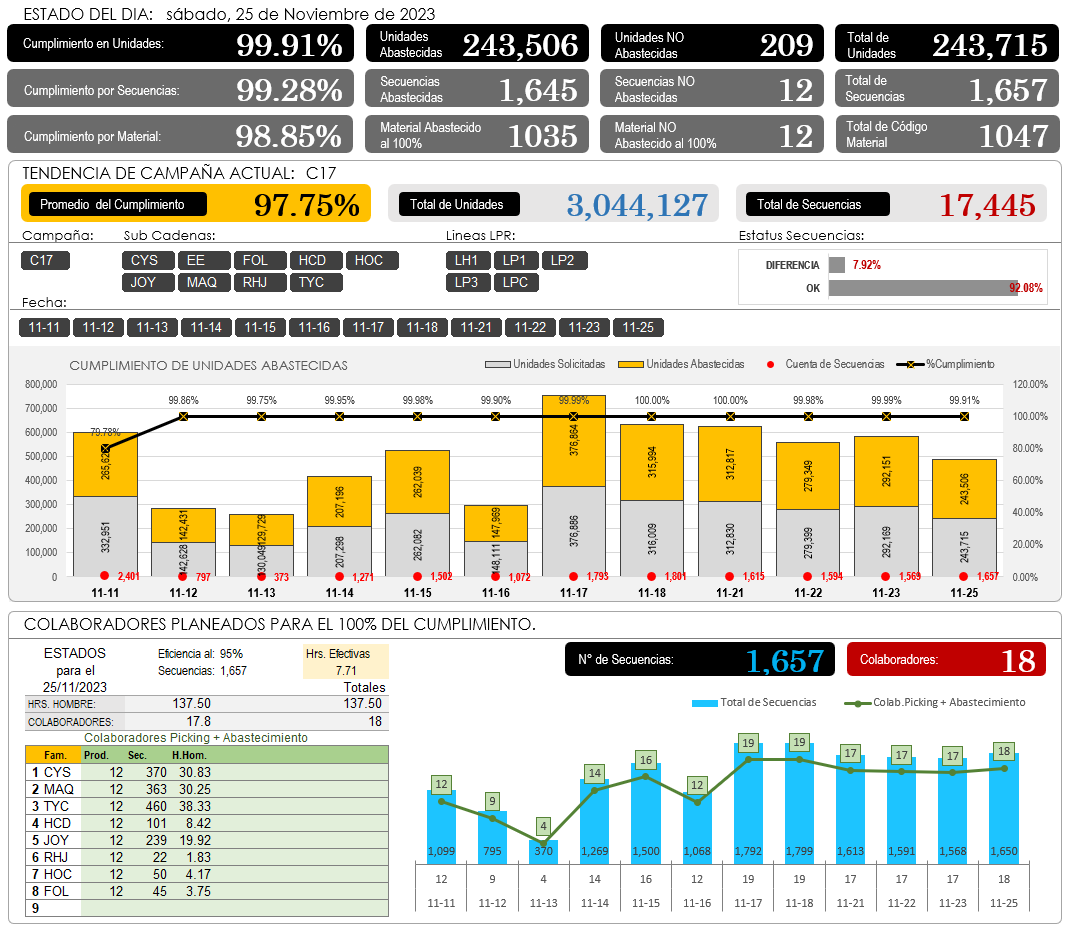 ESTADO DEL DIA: sábado, 25 de Noviembre de 2023
Cumplimiento en Unidades: 99.91%
Unidades Abastecidas 243,506
Unidades NO Abastecidas 209
Total de Unidades 243,715
Cumplimiento por Secuencias: 99.28%
Secuencias Abastecidas 1,645
Secuencias NO Abastecidas 12
Total de Secuencias 1,657
Cumplimiento por Material: 98.85%
Material Abastecido al 100% 1035
Material NO Abastecido al 100% 12
Total de Código Material 1047
TENDENCIA DE CAMPAÑA ACTUAL: C17
Promedio del Cumplimiento 97.75%
Total de Unidades 3,044,127
Total de Secuencias 17,445
Campaña: Sub Cadenas: Lineas LPR: Estatus Secuencias:
C17 CYS EE FOL HCD HOC LH1 LP1 LP2
JOY MAQ RHJ TYC LP3 LPC
DIFERENCIA 7.92%
OK 92.08%
Fecha:
11-11 11-12 11-13 11-14 11-15 11-16 11-17 11-18 11-21 11-22 11-23 11-25
CUMPLIMIENTO DE UNIDADES ABASTECIDAS
Unidades Solicitadas Unidades Abastecidas Cuenta de Secuencias %Cumplimiento
800,000 120.00%
700,000
600,000 100.00%
500,000 80.00%
400,000 60.00%
300,000
200,000 40.00%
100,000 20.00%
0 0.00%
79.78% 99.86% 99.75% 99.95% 99.98% 99.90% 99.99% 100.00% 100.00% 99.98% 99.99% 99.91%
142,431 129,729 207,196 262,039 147,969 376,864 315,994 312,817 279,349 292,151 243,506
332,951 207,298 262,082 148,111 376,886 316,009 312,830 279,399 292,169 243,715
2,401 797 373 1,271 1,502 1,072 1,793 1,801 1,615 1,594 1,569 1,657
11-11 11-12 11-13 11-14 11-15 11-16 11-17 11-18 11-21 11-22 11-23 11-25
COLABORADORES PLANEADOS PARA EL 100% DEL CUMPLIMIENTO.
ESTADOS Eficiencia al: 95% Hrs. Efectivas
para el Secuencias: 1,657 7.71
25/11/2023 Totales
HRS. HOMBRE: 137.50 137.50
COLABORADORES: 17.8 18
Colaboradores Picking + Abastecimiento
Fam. Prod. Sec. H.Hom.
1 CYS 12 370 30.83
2 MAQ 12 363 30.25
3 TYC 12 460 38.33
4 HCD 12 101 8.42
5 JOY 12 239 19.92
6 RHJ 12 22 1.83
7 HOC 12 50 4.17
8 FOL 12 45 3.75
9
N° de Secuencias: 1,657
Colaboradores: 18
Total de Secuencias Colab.Picking + Abastecimiento
12 9 4 14 16 12 19 19 17 17 17 18
1,099 795 370 1,269 1,500 1,068 1,792 1,799 1,613 1,591 1,568 1,650
12 9 4 14 16 12 19 19 17 17 17 18
11-11 11-12 11-13 11-14 11-15 11-16 11-17 11-18 11-21 11-22 11-23 11-25